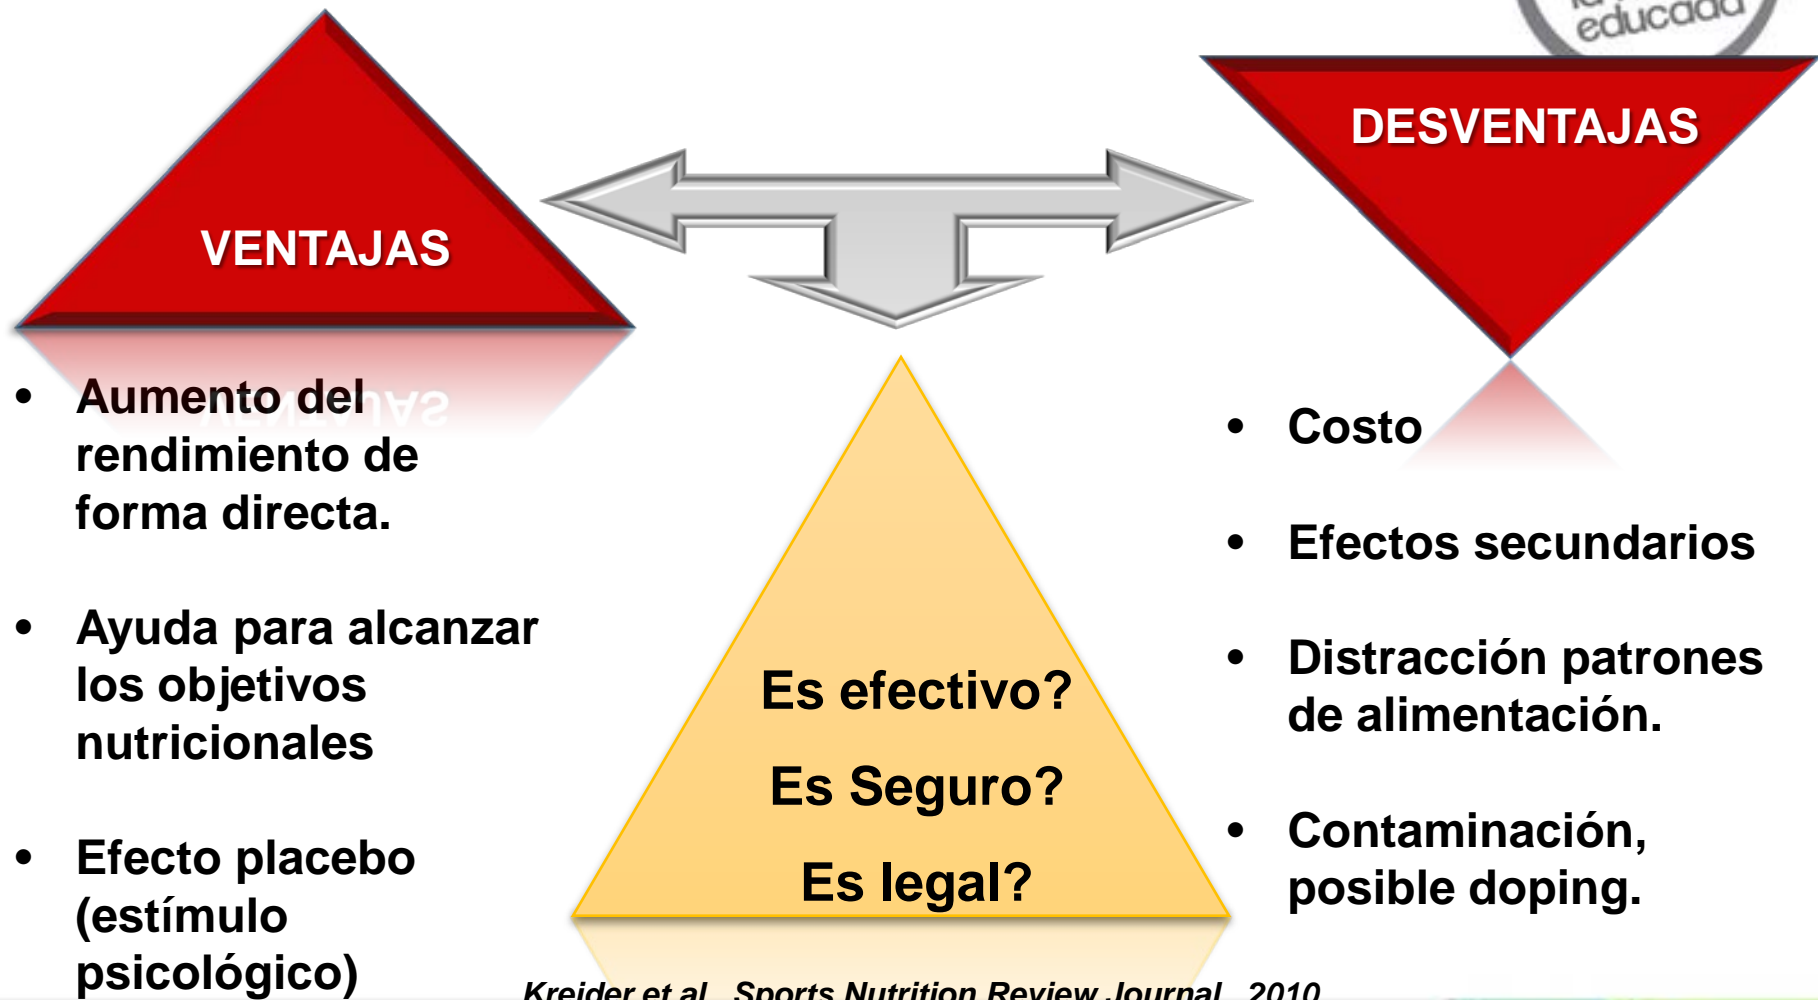 educada
VENTAJAS
DESVENTAJAS
• Aumento del
rendimiento de
forma directa.
• Ayuda para alcanzar
los objetivos
nutricionales
• Efecto placebo
(estímulo
psicológico)
Es efectivo?
Es Seguro?
Es legal?
• Costo
• Efectos secundarios
• Distracción patrones
de alimentación.
• Contaminación,
posible doping.
Kreider et al., Sports Nutrition Review Journal, 2010